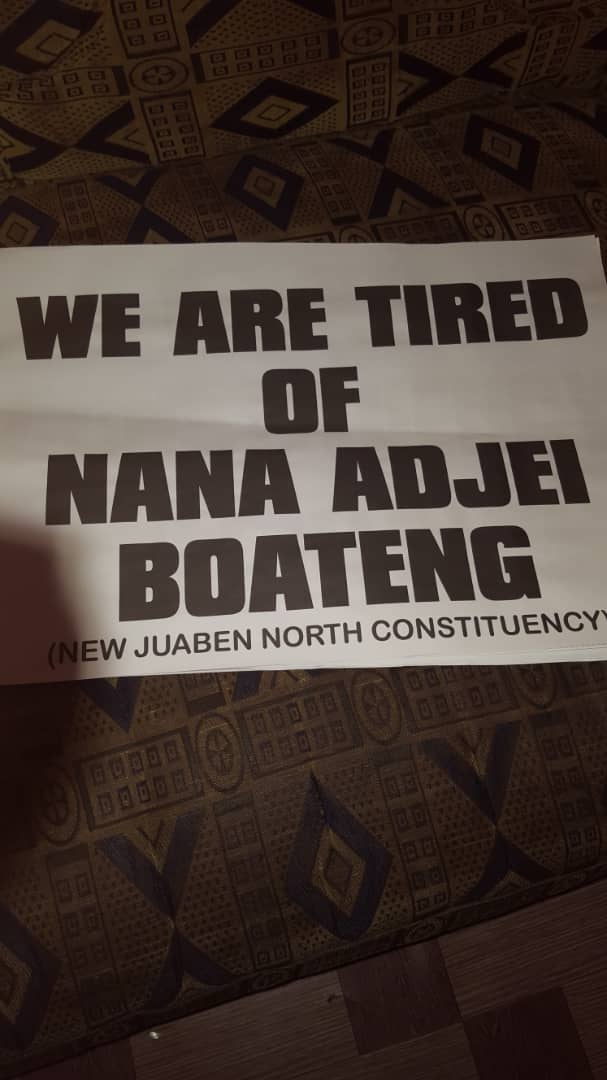 WE ARE TIRED
OF
NANA ADJEI
BOATENG
(NEW JUABEN NORTH CONSTITUENCY)